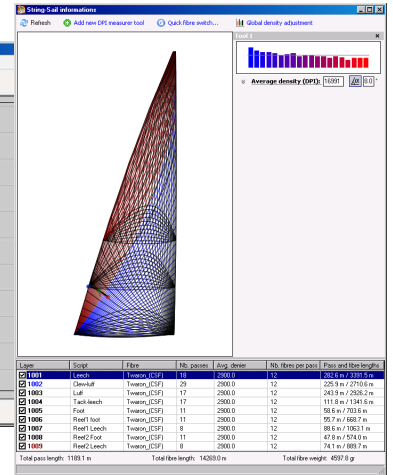 String-Sail informations
Refresh Add new DPI measurer tool Quick fibre switch... Global density adjustment
Tool 1
Average density (DPI): 16991
Layer Script Fibre Nb. passes Avg. denier Nb. fibres per pass Pass and fibre lengths
1001 Leech Twaron_(CSF) 18 2900.0 12 282.6 m / 3391.5 m
1002 Clew-luff Twaron_(CSF) 29 2900.0 12 225.9 m / 2710.6 m
1003 Luff Twaron_(CSF) 17 2900.0 12 243.9 m / 2926.2 m
1004 Tack-leech Twaron_(CSF) 17 2900.0 12 111.8 m / 1341.6 m
1005 Foot Twaron_(CSF) 11 2900.0 12 58.6 m / 703.6 m
1006 Reef1 foot Twaron_(CSF) 11 2900.0 12 55.7 m / 668.7 m
1007 Reef1 Leech Twaron_(CSF) 8 2900.0 12 88.6 m / 1063.1 m
1008 Reef2 Foot Twaron_(CSF) 11 2900.0 12 47.8 m / 574.0 m
1009 Reef2 Leech Twaron_(CSF) 8 2900.0 12 74.1 m / 889.7 m
Total pass length: 1189.1 m Total fibre length: 14269.0 m Total fibre weight: 4597.8 gr